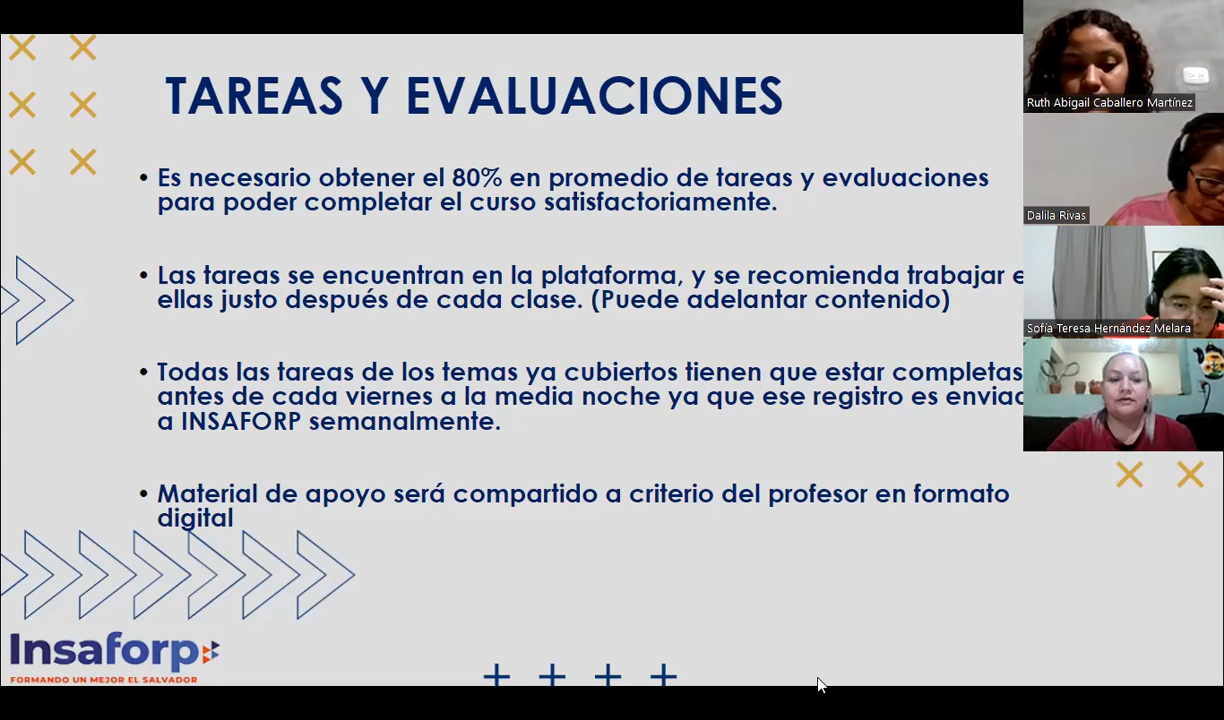 TAREAS Y EVALUACIONES
• Es necesario obtener el 80% en promedio de tareas y evaluaciones
para poder completar el curso satisfactoriamente.
• Las tareas se encuentran en la plataforma, y se recomienda trabajar e
ellas justo después de cada clase. (Puede adelantar contenido)
• Todas las tareas de los temas ya cubiertos tienen que estar completas
antes de cada viernes a la media noche ya que ese registro es enviad
a INSAFORP semanalmente.
• Material de apoyo será compartido a criterio del profesor en formato
digital
Insaforp
FORMANDO UN MEJOR EL SALVADOR
Ruth Abigail Caballero Martínez
Dalila Rivas
Sofía Teresa Hernández Melara